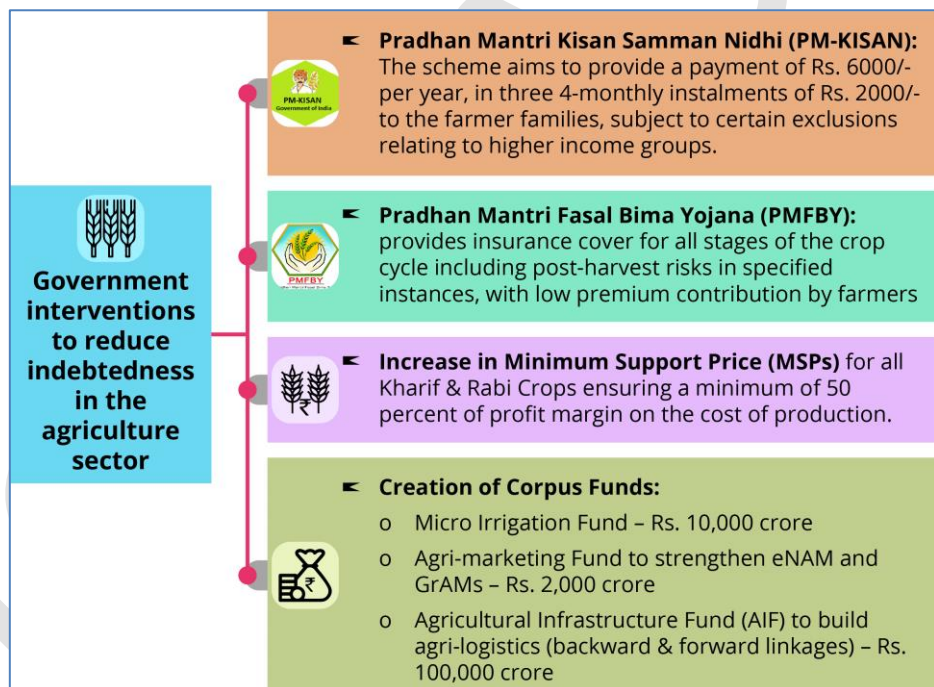 Government
interventions
to reduce
indebtedness
in the
agriculture
sector
PM-KISAN
Government of India
Pradhan Mantri Kisan Samman Nidhi (PM-KISAN):
The scheme aims to provide a payment of Rs. 6000/-
per year, in three 4-monthly instalments of Rs. 2000/-
to the farmer families, subject to certain exclusions
relating to higher income groups.
PMFBY
Pradhan Mantri Fasal Bima Yojana (PMFBY):
provides insurance cover for all stages of the crop
cycle including post-harvest risks in specified
instances, with low premium contribution by farmers
₹
Increase in Minimum Support Price (MSPs) for all
Kharif & Rabi Crops ensuring a minimum of 50
percent of profit margin on the cost of production.
₹
Creation of Corpus Funds:
o Micro Irrigation Fund – Rs. 10,000 crore
o Agri-marketing Fund to strengthen eNAM and
GrAMs – Rs. 2,000 crore
o Agricultural Infrastructure Fund (AIF) to build
agri-logistics (backward & forward linkages) – Rs.
100,000 crore